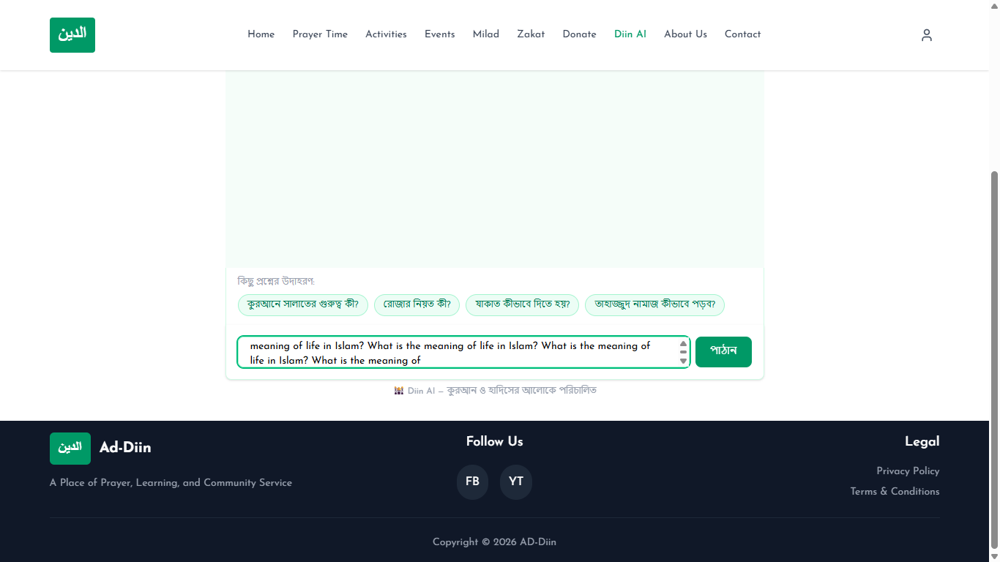 الدين
Home Prayer Time Activities Events Milad Zakat Donate Diin AI About Us Contact
কিছু প্রশ্নের উদাহরণ:
কুরআনে সালাতের গুরুত্ব কী? রোজার নিয়ত কী? যাকাত কীভাবে দিতে হয়? তাহাজ্জুদ নামাজ কীভাবে পড়ব?
meaning of life in Islam? What is the meaning of life in Islam? What is the meaning of
life in Islam? What is the meaning of
পাঠান
Diin AI — কুরআন ও হাদিসের আলোকে পরিচালিত
الدين Ad-Diin
A Place of Prayer, Learning, and Community Service
Follow Us
FB YT
Legal
Privacy Policy
Terms & Conditions
Copyright © 2026 AD-Diin